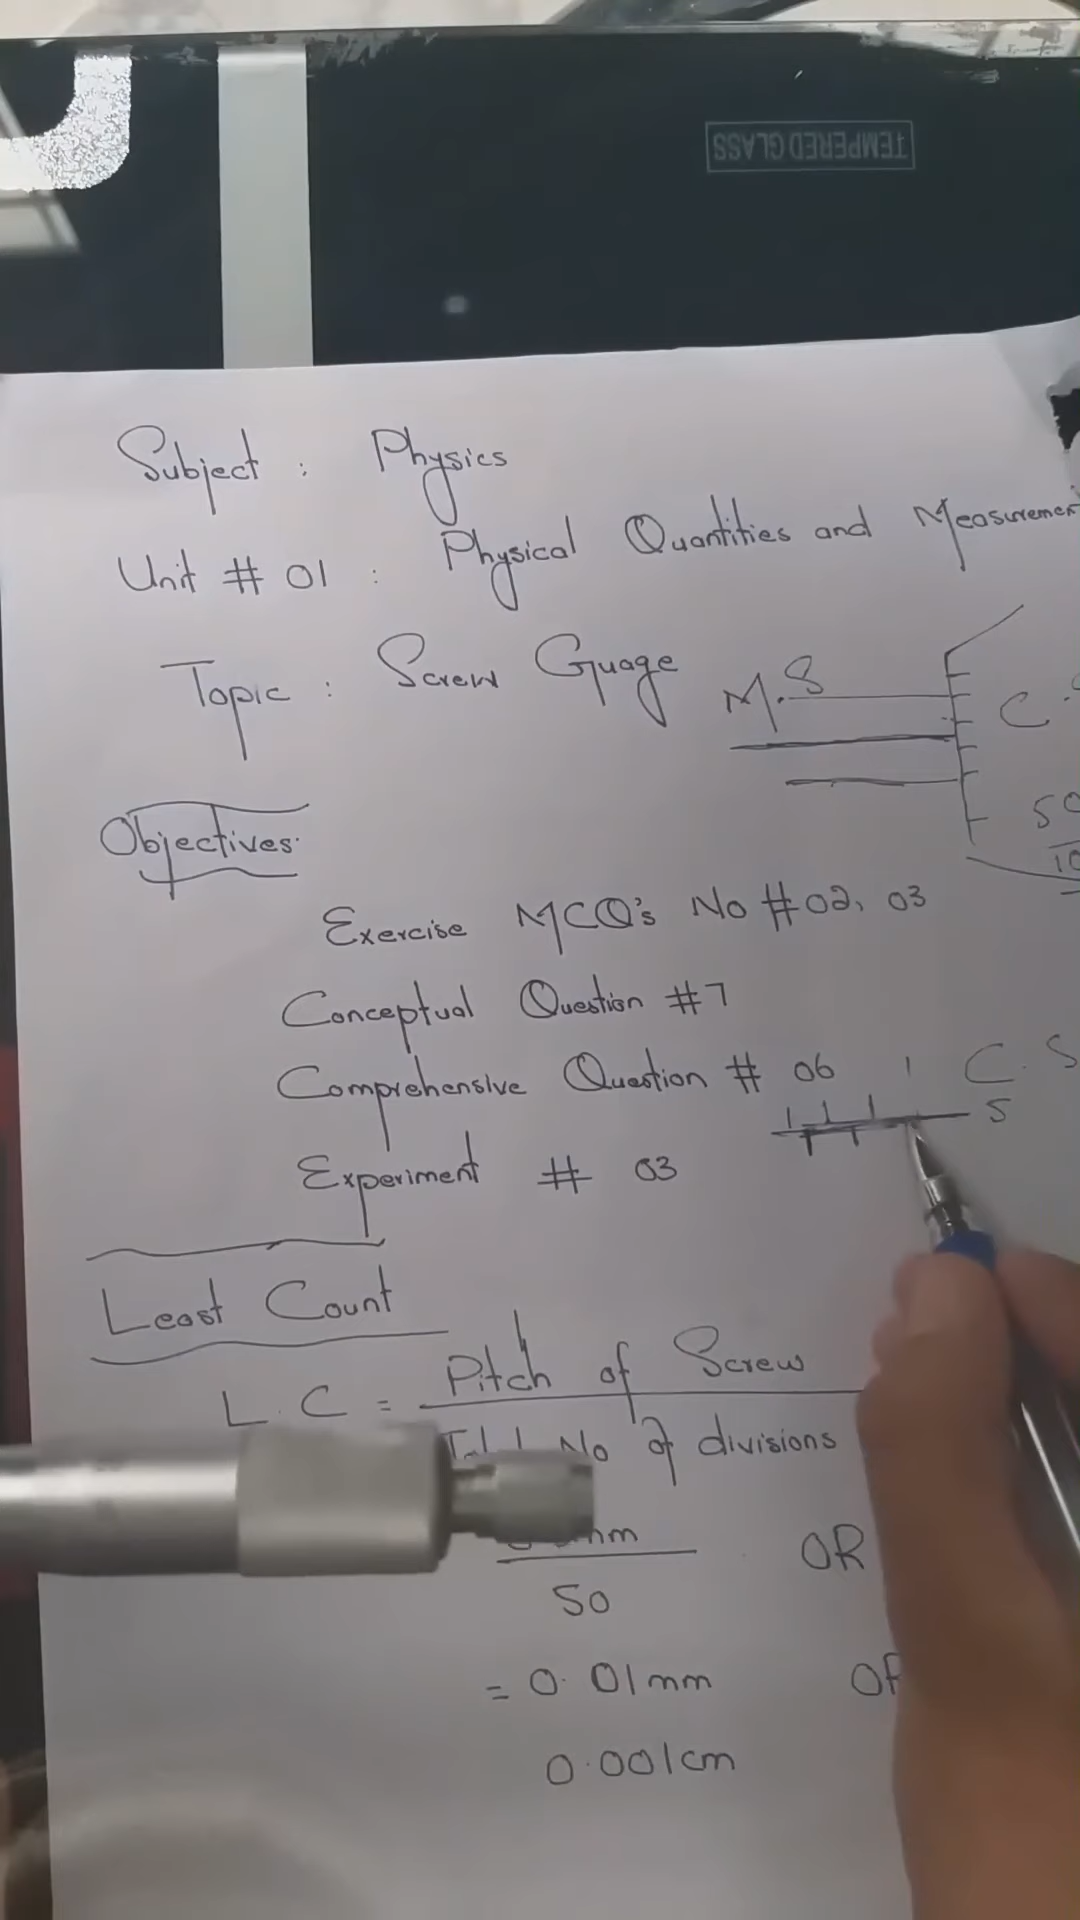 TEMPERED GLASS
Subject : Physics
Unit # 01 : Physical Quantities and Measuremen
Topic : Screw Guage
M.S
C.
50
10
Objectives:
Exercise MCQ's No #02, 03
Conceptual Question #7
Comprehensive Question # 06
C.S
5
Experiment # 03
Least Count
L.C = Pitch of Screw
No of divisions
50
OR
= 0.01mm
0.001cm